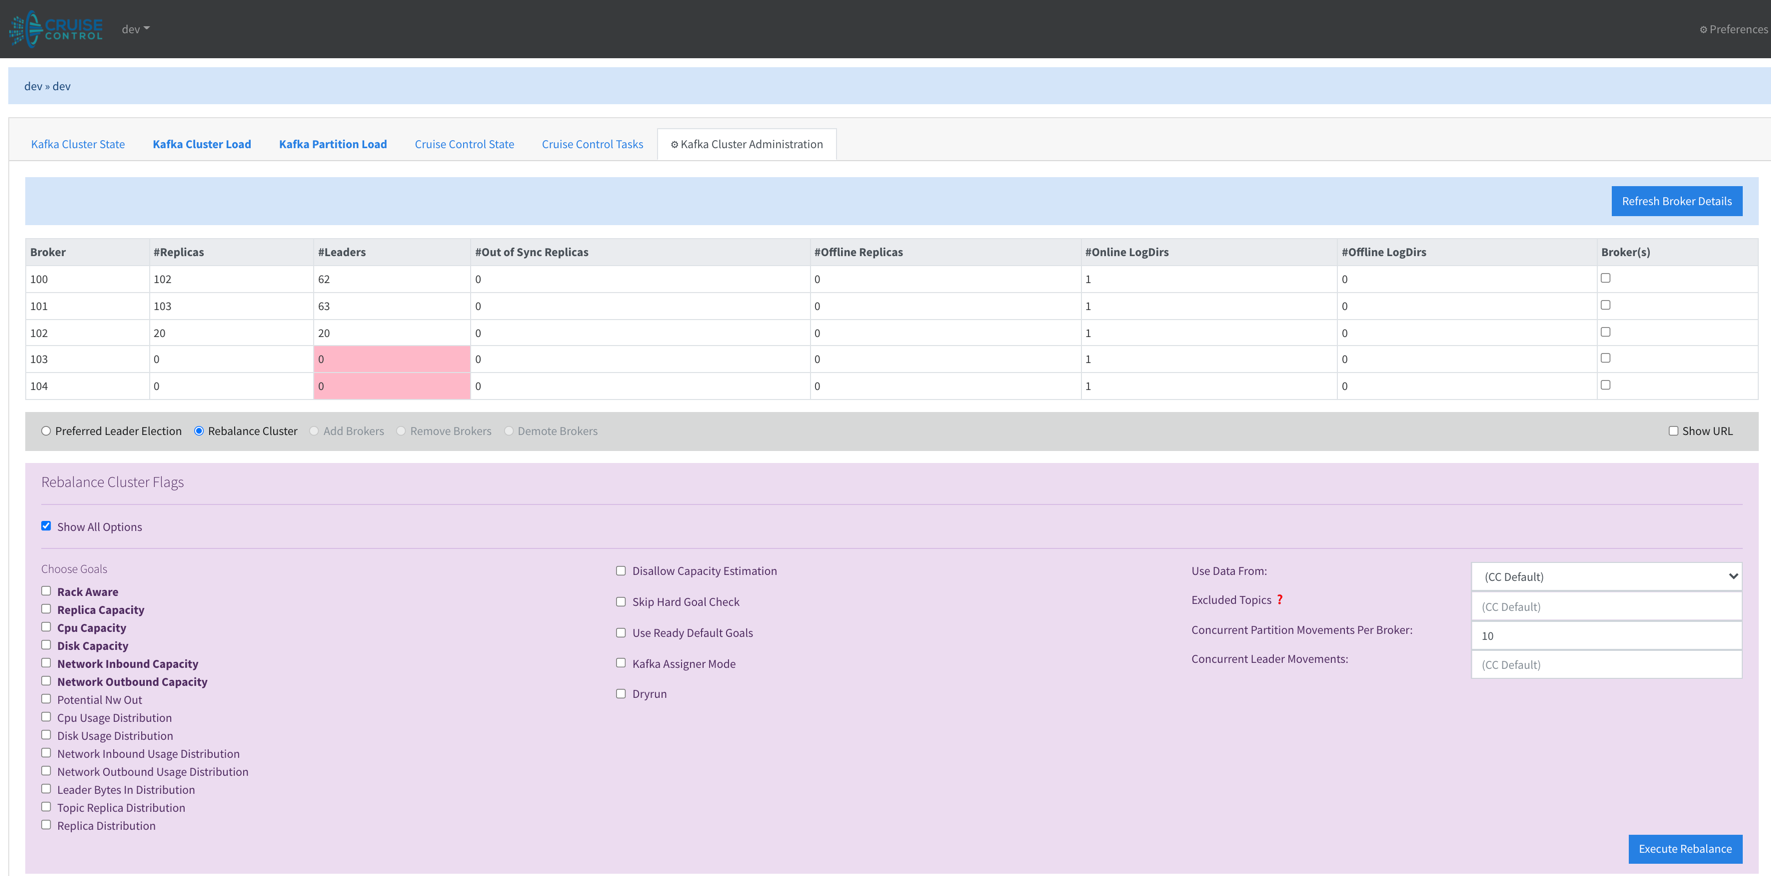 CRUISE CONTROL dev Preferences
dev » dev
Kafka Cluster State Kafka Cluster Load Kafka Partition Load Cruise Control State Cruise Control Tasks Kafka Cluster Administration
Refresh Broker Details
Broker #Replicas #Leaders #Out of Sync Replicas #Offline Replicas #Online LogDirs #Offline LogDirs Broker(s)
100 102 62 0 0 1 0
101 103 63 0 0 1 0
102 20 20 0 0 1 0
103 0 0 0 0 1 0
104 0 0 0 0 1 0
Preferred Leader Election Rebalance Cluster Add Brokers Remove Brokers Demote Brokers Show URL
Rebalance Cluster Flags
Show All Options
Choose Goals
Rack Aware
Replica Capacity
Cpu Capacity
Disk Capacity
Network Inbound Capacity
Network Outbound Capacity
Potential Nw Out
Cpu Usage Distribution
Disk Usage Distribution
Network Inbound Usage Distribution
Network Outbound Usage Distribution
Leader Bytes In Distribution
Topic Replica Distribution
Replica Distribution
Disallow Capacity Estimation
Skip Hard Goal Check
Use Ready Default Goals
Kafka Assigner Mode
Dryrun
Use Data From: (CC Default)
Excluded Topics ? (CC Default)
Concurrent Partition Movements Per Broker: 10
Concurrent Leader Movements: (CC Default)
Execute Rebalance